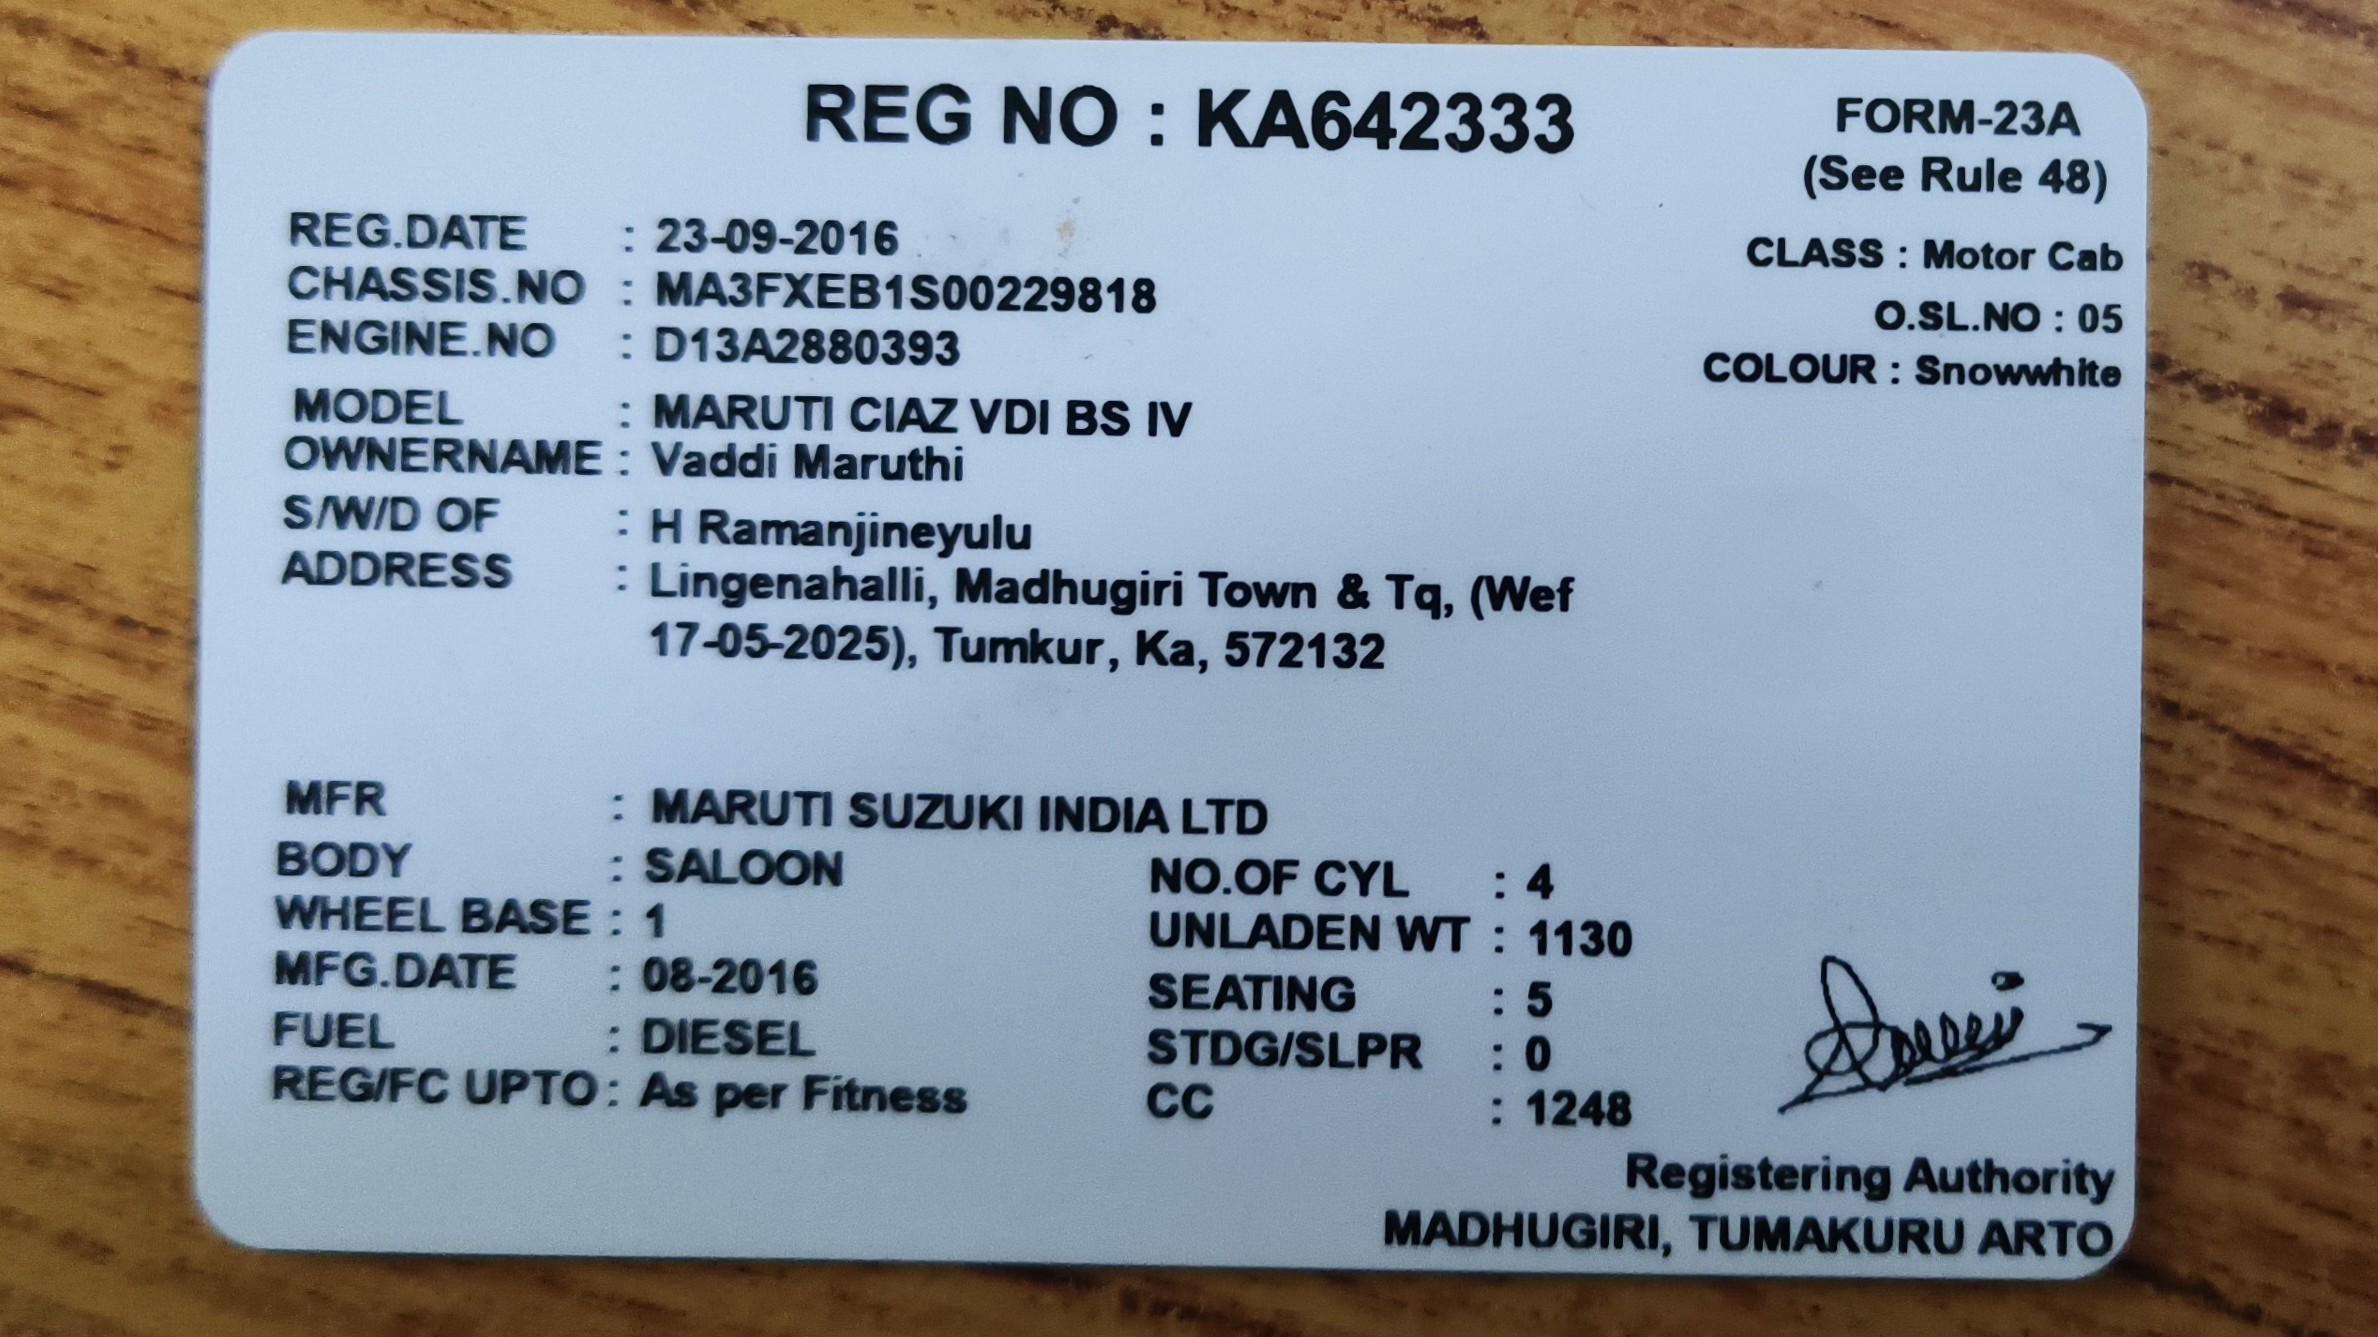 REG NO : KA642333
FORM-23A
(See Rule 48)
REG.DATE : 23-09-2016
CLASS : Motor Cab
CHASSIS.NO : MA3FXEB1S00229818
O.SL.NO : 05
ENGINE.NO : D13A2880393
COLOUR : Snowwhite
MODEL : MARUTI CIAZ VDI BS IV
OWNERNAME : Vaddi Maruthi
S/W/D OF : H Ramanjineyulu
ADDRESS : Lingenahalli, Madhugiri Town & Tq, (Wef
17-05-2025), Tumkur, Ka, 572132
MFR : MARUTI SUZUKI INDIA LTD
BODY : SALOON NO.OF CYL : 4
WHEEL BASE : 1 UNLADEN WT : 1130
MFG.DATE : 08-2016 SEATING : 5
FUEL : DIESEL STDG/SLPR : 0
REG/FC UPTO : As per Fitness CC : 1248
Registering Authority
MADHUGIRI, TUMAKURU ARTO